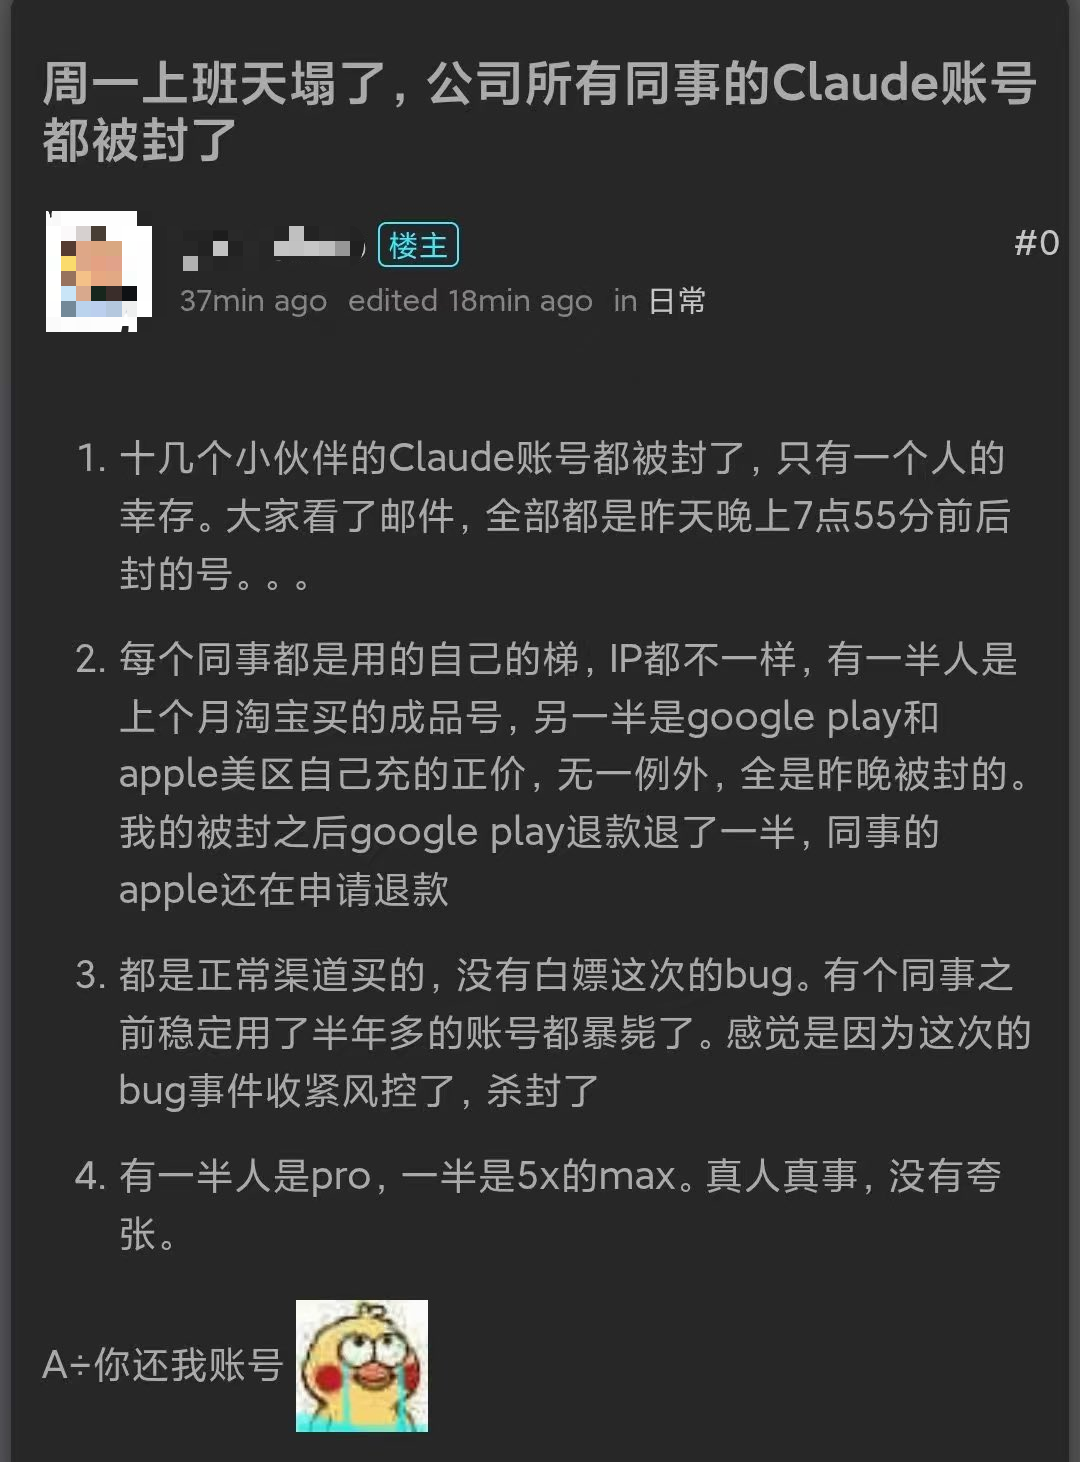 周一上班天塌了，公司所有同事的Claude账号
都被封了
楼主
#0
37min ago edited 18min ago in 日常
1. 十几个小伙伴的Claude账号都被封了，只有一个人的
幸存。大家看了邮件，全部都是昨天晚上7点55分前后
封的号。。。
2. 每个同事都是用的自己的梯，IP都不一样，有一半人是
上个月淘宝买的成品号，另一半是google play和
apple美区自己充的正价，无一例外，全是昨晚被封的。
我的被封之后google play退款退了一半，同事的
apple还在申请退款
3. 都是正常渠道买的，没有白嫖这次的bug。有个同事之
前稳定用了半年多的账号都暴毙了。感觉是因为这次的
bug事件收紧风控了，杀封了
4. 有一半人是pro，一半是5x的max。真人真事，没有夸
张。
A÷你还我账号